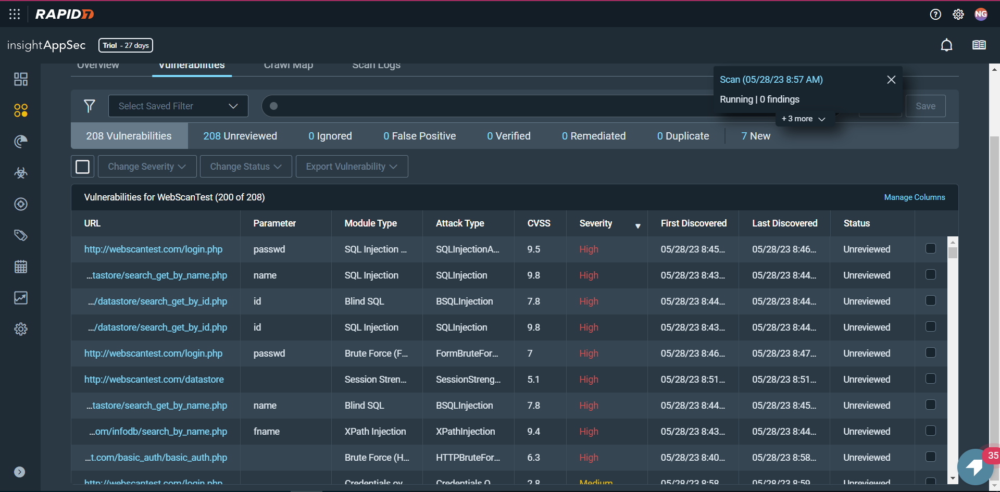 RAPID7
NG
insightAppSec
Trial - 27 days
Overview Vulnerabilities Crawl Map Scan Logs
Scan (05/28/23 8:57 AM)
Running | 0 findings
+ 3 more
Select Saved Filter
Save
208 Vulnerabilities 208 Unreviewed 0 Ignored 0 False Positive 0 Verified 0 Remediated 0 Duplicate 7 New
Change Severity Change Status Export Vulnerability
Vulnerabilities for WebScanTest (200 of 208) Manage Columns
URL Parameter Module Type Attack Type CVSS Severity First Discovered Last Discovered Status
http://webscantest.com/login.php passwd SQL Injection ... SQLInjectionA... 9.5 High 05/28/23 8:45... 05/28/23 8:46... Unreviewed
...tastore/search_get_by_name.php name SQL Injection SQLInjection 9.8 High 05/28/23 8:43... 05/28/23 8:44... Unreviewed
.../datastore/search_get_by_id.php id Blind SQL BSQLInjection 7.8 High 05/28/23 8:44... 05/28/23 8:44... Unreviewed
.../datastore/search_get_by_id.php id SQL Injection SQLInjection 9.8 High 05/28/23 8:43... 05/28/23 8:44... Unreviewed
http://webscantest.com/login.php passwd Brute Force (F... FormBruteFor... 7 High 05/28/23 8:46... 05/28/23 8:47... Unreviewed
http://webscantest.com/datastore Session Stren... SessionStreng... 5.1 High 05/28/23 8:51... 05/28/23 8:51... Unreviewed
...tastore/search_get_by_name.php name Blind SQL BSQLInjection 7.8 High 05/28/23 8:44... 05/28/23 8:45... Unreviewed
...om/infodb/search_by_name.php fname XPath Injection XPathInjection 9.4 High 05/28/23 8:43... 05/28/23 8:44... Unreviewed
...t.com/basic_auth/basic_auth.php Brute Force (H... HTTPBruteFor... 6.3 High 05/28/23 8:40... 05/28/23 8:58... Unreviewed
http://webscantest.com/login.php Credentials ov... Credentials O... 2.8 Medium 05/28/23 8:58... 05/28/23 8:59... Unreviewed
35